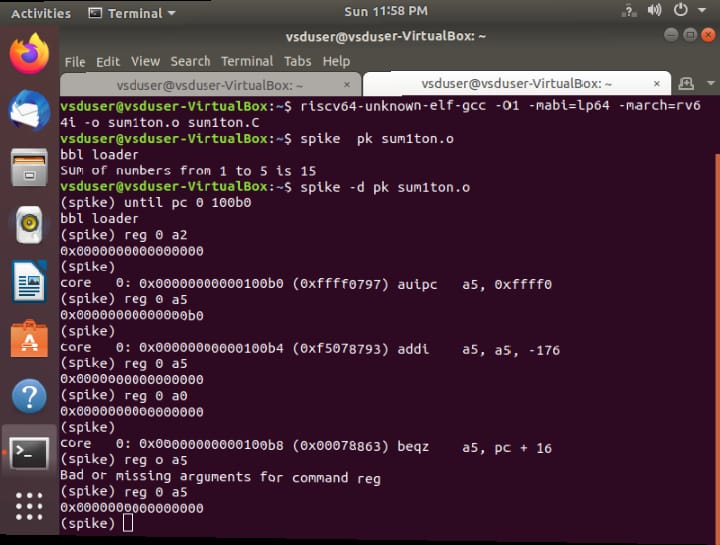 Activities Terminal Sun 11:58 PM
vsduser@vsduser-VirtualBox: ~
File Edit View Search Terminal Tabs Help
vsduser@vsduser-VirtualBox: ~ × vsduser@vsduser-VirtualBox: ~ ×
vsduser@vsduser-VirtualBox:~$ riscv64-unknown-elf-gcc -O1 -mabi=lp64 -march=rv6
4i -o sum1ton.o sum1ton.C
vsduser@vsduser-VirtualBox:~$ spike  pk sum1ton.o
bbl loader
Sum of numbers from 1 to 5 is 15
vsduser@vsduser-VirtualBox:~$ spike -d pk sum1ton.o
(spike) until pc 0 100b0
bbl loader
(spike) reg 0 a2
0x0000000000000000
(spike)
core   0: 0x00000000000100b0 (0xffff0797) auipc   a5, 0xffff0
(spike) reg 0 a5
0x00000000000000b0
(spike)
core   0: 0x00000000000100b4 (0xf5078793) addi    a5, a5, -176
(spike) reg 0 a5
0x0000000000000000
(spike) reg 0 a0
0x0000000000000000
(spike)
core   0: 0x00000000000100b8 (0x00078863) beqz    a5, pc + 16
(spike) reg o a5
Bad or missing arguments for command reg
(spike) reg 0 a5
0x0000000000000000
(spike)